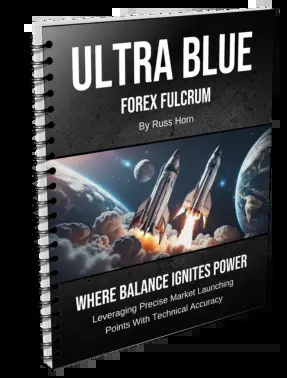 ULTRA BLUE
FOREX FULCRUM
By Russ Horn
WHERE BALANCE IGNITES POWER
Leveraging Precise Market Launching
Points With Technical Accuracy